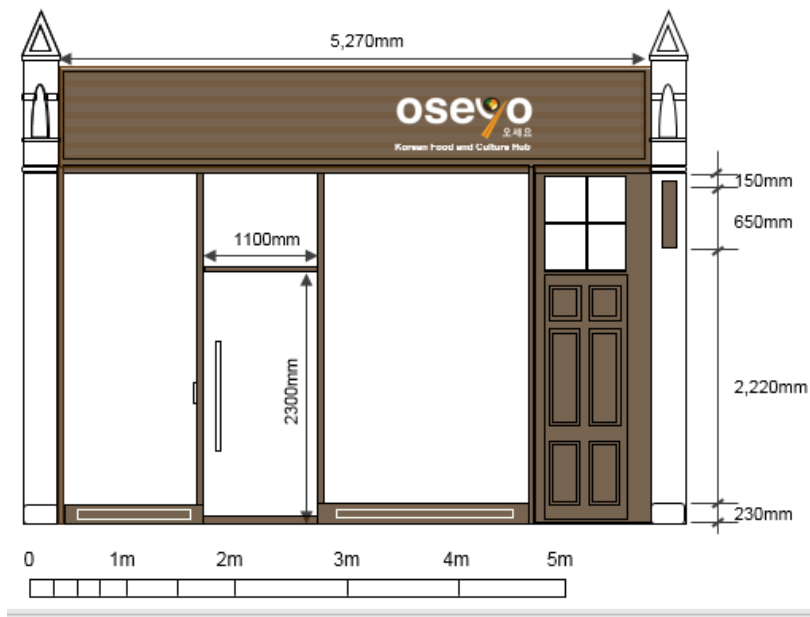 5,270mm
oseyo
오세요
Korean Food and Culture Hub
150mm
650mm
1100mm
2300mm
2,220mm
230mm
0 1m 2m 3m 4m 5m